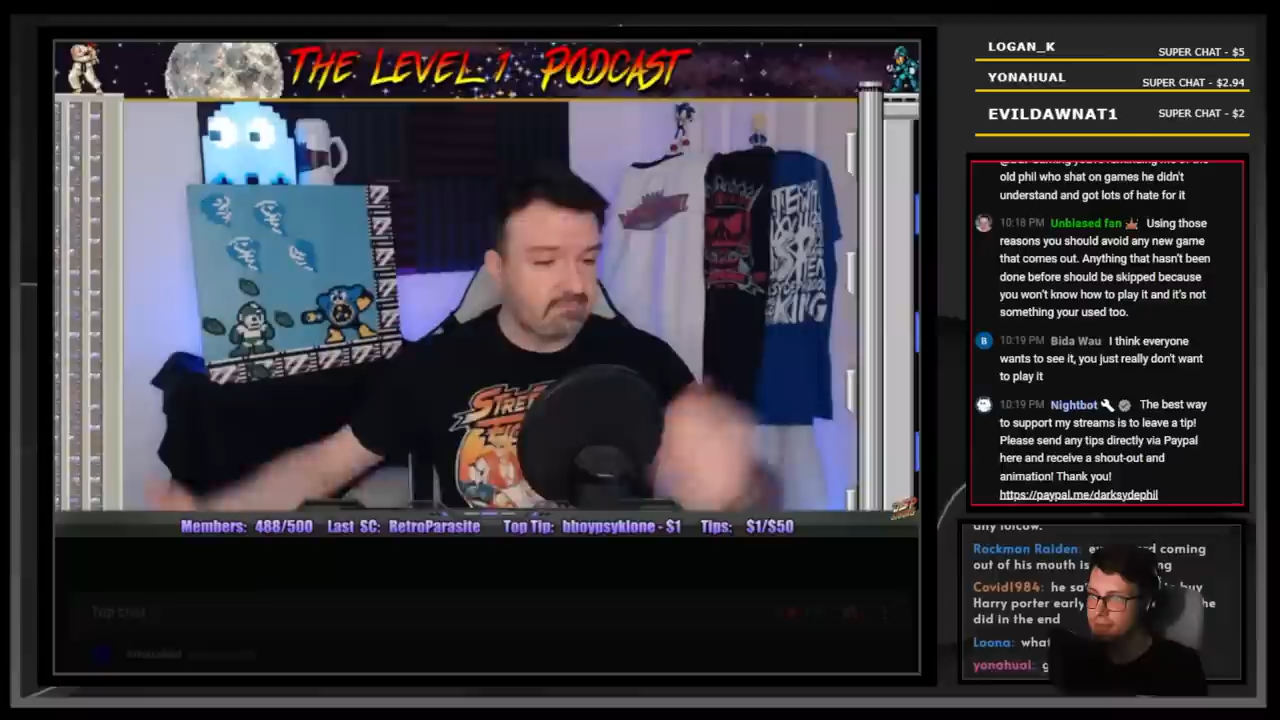 THE LEVEL 1 PODCAST
STREET
Members: 488/500 Last SC: RetroParasite Top Tip: bboypsyklone - $1 Tips: $1/$50
Top chat
LOGAN_K SUPER CHAT - $5
YONAHUAL SUPER CHAT - $2.94
EVILDAWNAT1 SUPER CHAT - $2
old phil who shat on games he didn't
understand and got lots of hate for it
10:18 PM Unbiased fan Using those
reasons you should avoid any new game
that comes out. Anything that hasn't been
done before should be skipped because
you won't know how to play it and it's not
something your used too.
B 10:19 PM Bida Wau I think everyone
wants to see it, you just really don't want
to play it
10:19 PM Nightbot The best way
to support my streams is to leave a tip!
Please send any tips directly via Paypal
here and receive a shout-out and
animation! Thank you!
https://paypal.me/darksydephil
any lolcow.
Rockman Raiden: coming
out of his mouth is
Covid1984: he buy
Harry porter early he
did in the end
Loona: what
yonahual: g